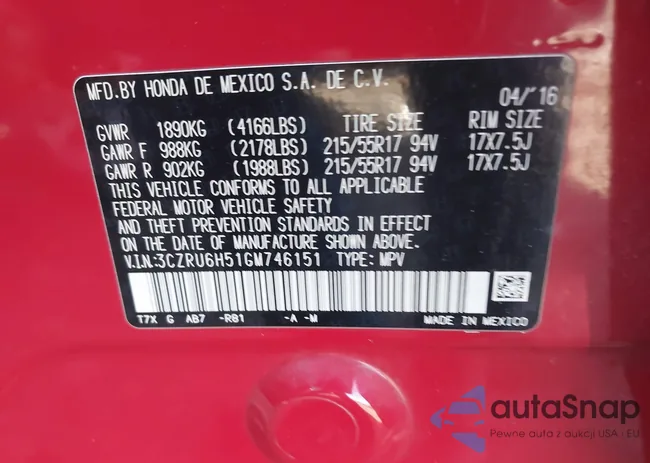 MFD.BY HONDA DE MEXICO S.A. DE C.V.
04/'16
GVWR 1890KG (4166LBS) TIRE SIZE RIM SIZE
GAWR F 988KG (2178LBS) 215/55R17 94V 17X7.5J
GAWR R 902KG (1988LBS) 215/55R17 94V 17X7.5J
THIS VEHICLE CONFORMS TO ALL APPLICABLE
FEDERAL MOTOR VEHICLE SAFETY
AND THEFT PREVENTION STANDARDS IN EFFECT
ON THE DATE OF MANUFACTURE SHOWN ABOVE.
V.I.N:3CZRU6H51GM746151 TYPE: MPV
T7X G AB7 -RB1 -A -M MADE IN MEXICO
autaSnap
Pewne auta z aukcji USA i EU